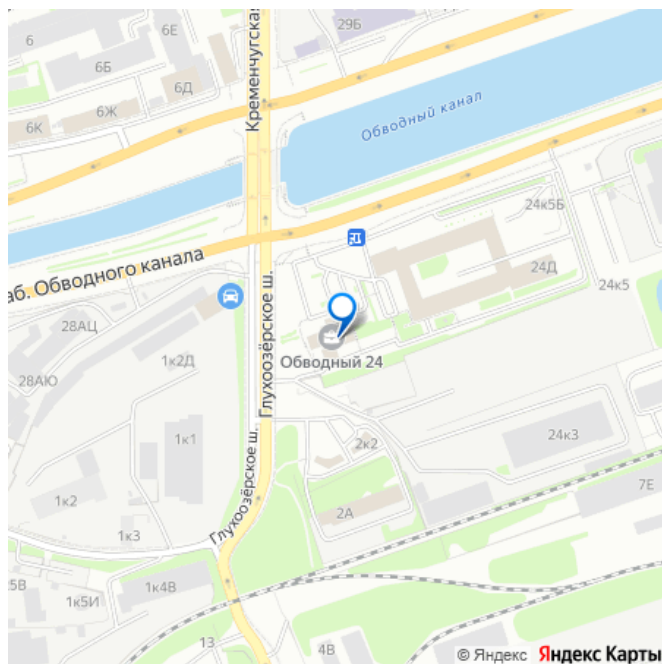 6
6Е
29Б
6Б
6Д
6Ж
6К
Кременчугская
Обводный канал
24к5Б
аб. Обводного канала
24Д
24к5
28АЦ
Глухоозёрское ш.
Обводный 24
1к2Д
28АЮ
1к1
2к2
24к3
Глухоозёрское ш.
1к2
7Е
2А
1к3
5В
1к4В
1к5И
13
4В
© Яндекс Яндекс Карты